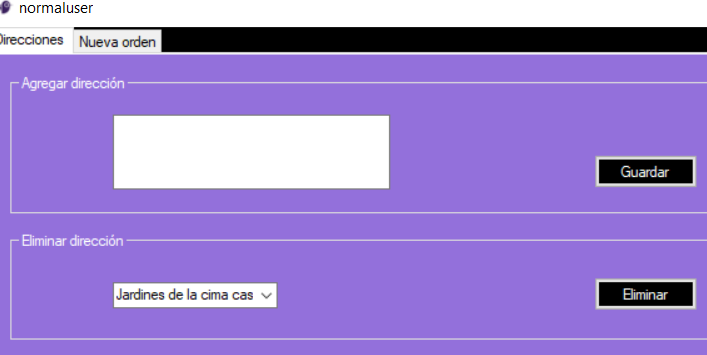 normaluser
Direcciones Nueva orden
Agregar dirección
Guardar
Eliminar dirección
Jardines de la cima cas
Eliminar